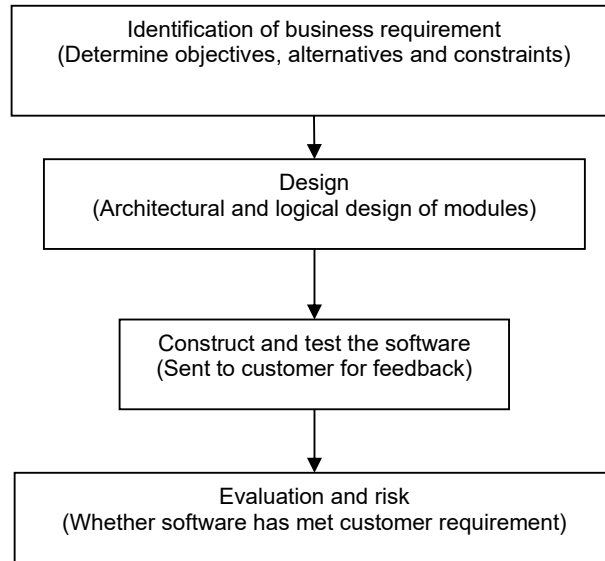 Identification of business requirement
(Determine objectives, alternatives and constraints)
Design
(Architectural and logical design of modules)
Construct and test the software
(Sent to customer for feedback)
Evaluation and risk
(Whether software has met customer requirement)